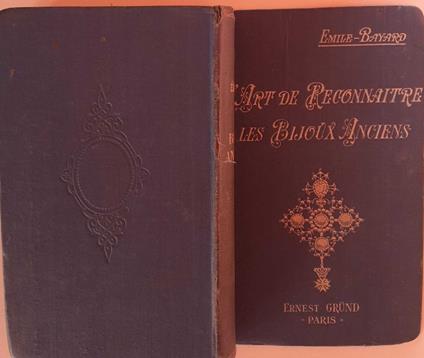 EMILE-BAYARD
L'ART DE RECONNAITRE
LES BIJOUX ANCIENS
ERNEST GRÜND
- PARIS -